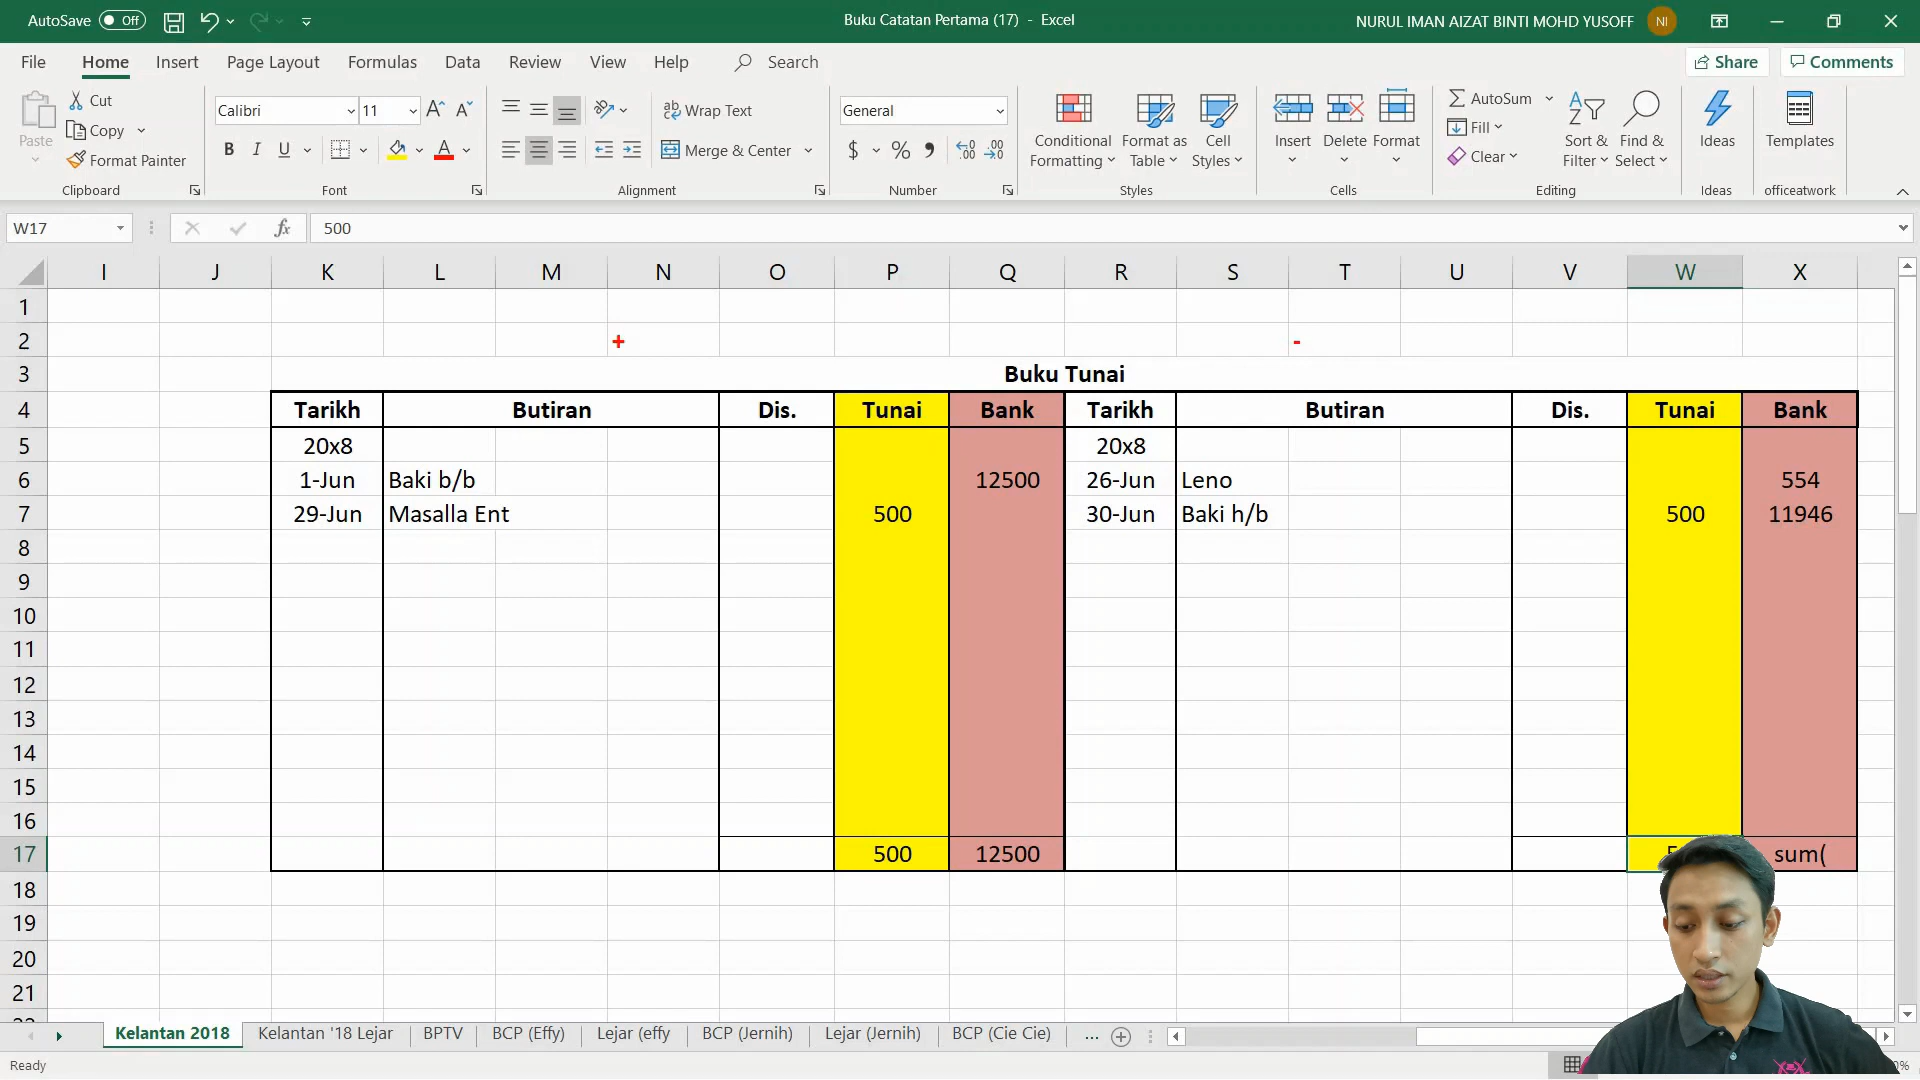 AutoSave Off
Buku Catatan Pertama (17) - Excel
NURUL IMAN AIZAT BINTI MOHD YUSOFF NI
File Home Insert Page Layout Formulas Data Review View Help Search Share Comments
Paste
Cut
Copy
Format Painter
Clipboard
Calibri 11
B I U A
Font
Wrap Text
Merge & Center
Alignment
General
$ % 9
Number
Conditional Formatting
Format as Table
Cell Styles
Styles
Insert Delete Format
Cells
AutoSum
Fill
Clear
Sort & Filter
Find & Select
Editing
Ideas
Ideas
Templates
officeatwork
W17 fx 500
I J K L M N O P Q R S T U V W X
1
2 + -
3 Buku Tunai
4 Tarikh Butiran Dis. Tunai Bank Tarikh Butiran Dis. Tunai Bank
5 20x8 20x8
6 1-Jun Baki b/b 12500 26-Jun Leno 554
7 29-Jun Masalla Ent 500 30-Jun Baki h/b 500 11946
8
9
10
11
12
13
14
15
16
17 500 12500 sum(
18
19
20
21
Kelantan 2018 Kelantan '18 Lejar BPTV BCP (Effy) Lejar (effy BCP (Jernih) Lejar (Jernih) BCP (Cie Cie) ...
Ready